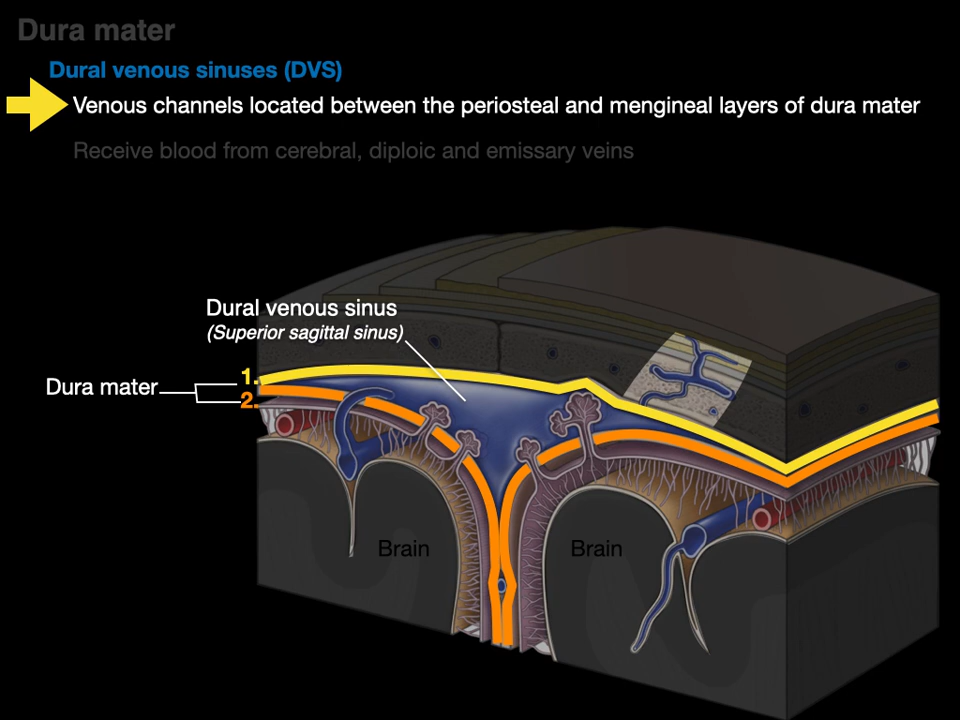 Dura mater
Dural venous sinuses (DVS)
Venous channels located between the periosteal and mengineal layers of dura mater
Receive blood from cerebral, diploic and emissary veins
Dural venous sinus
(Superior sagittal sinus)
1.
Dura mater
2.
Brain
Brain